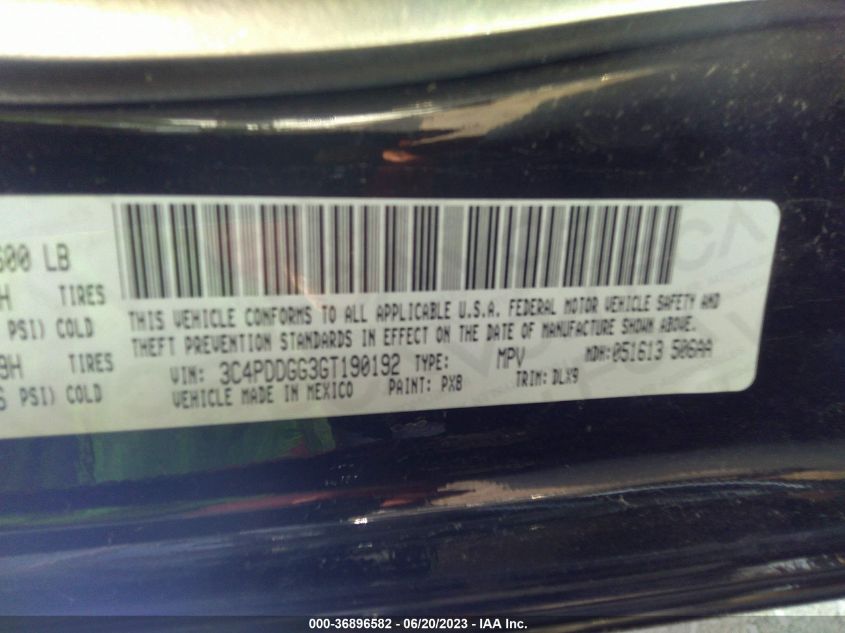 600 LB
H TIRES
PSI) COLD
9H TIRES
PSI) COLD
THIS VEHICLE CONFORMS TO ALL APPLICABLE U.S.A. FEDERAL MOTOR VEHICLE SAFETY AND
THEFT PREVENTION STANDARDS IN EFFECT ON THE DATE OF MANUFACTURE SHOWN ABOVE.
VIN: 3C4PDDGG3GT190192 TYPE: MPV MDH: 051613 506AA
VEHICLE MADE IN MEXICO PAINT: PX8 TRIM: DLX9
000-36896582 / 06/20/2023 - IAA Inc.